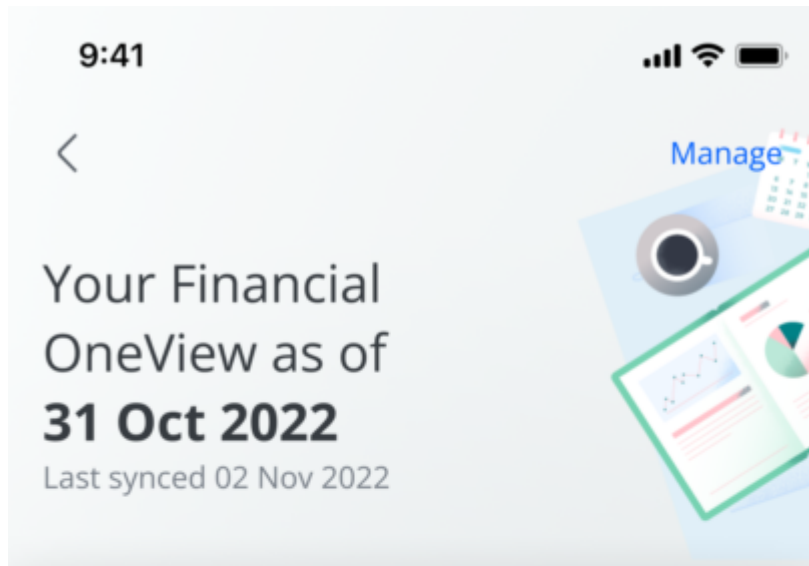 9:41
Manage
Your Financial
OneView as of
31 Oct 2022
Last synced 02 Nov 2022